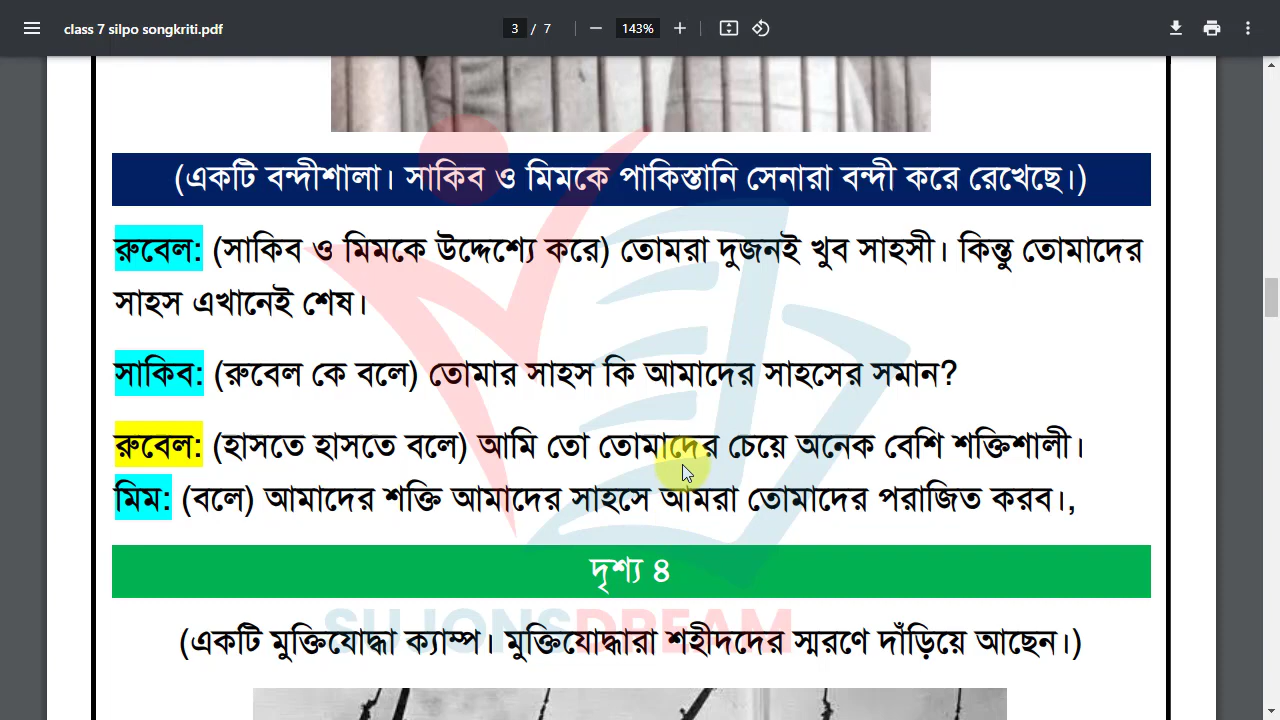 class 7 silpo songkriti.pdf
3 / 7
143%
(একটি বন্দীশালা। সাকিব ও মিমকে পাকিস্তানি সেনারা বন্দী করে রেখেছে।)
রুবেল: (সাকিব ও মিমকে উদ্দেশ্যে করে) তোমরা দুজনই খুব সাহসী। কিন্তু তোমাদের
সাহস এখানেই শেষ।
সাকিব: (রুবেল কে বলে) তোমার সাহস কি আমাদের সাহসের সমান?
রুবেল: (হাসতে হাসতে বলে) আমি তো তোমাদের চেয়ে অনেক বেশি শক্তিশালী।
মিম: (বলে) আমাদের শক্তি আমাদের সাহসে আমরা তোমাদের পরাজিত করব।,
দৃশ্য ৪
SUJONSDREAM
(একটি মুক্তিযোদ্ধা ক্যাম্প। মুক্তিযোদ্ধারা শহীদদের স্মরণে দাঁড়িয়ে আছেন।)